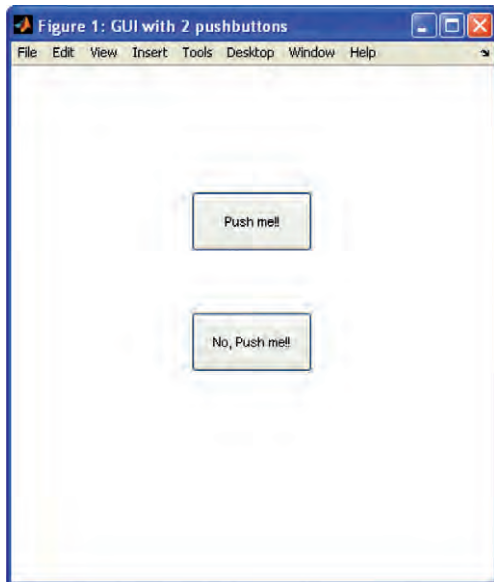 Figure 1: GUI with 2 pushbuttons
File Edit View Insert Tools Desktop Window Help
Push me!!
No, Push me!!